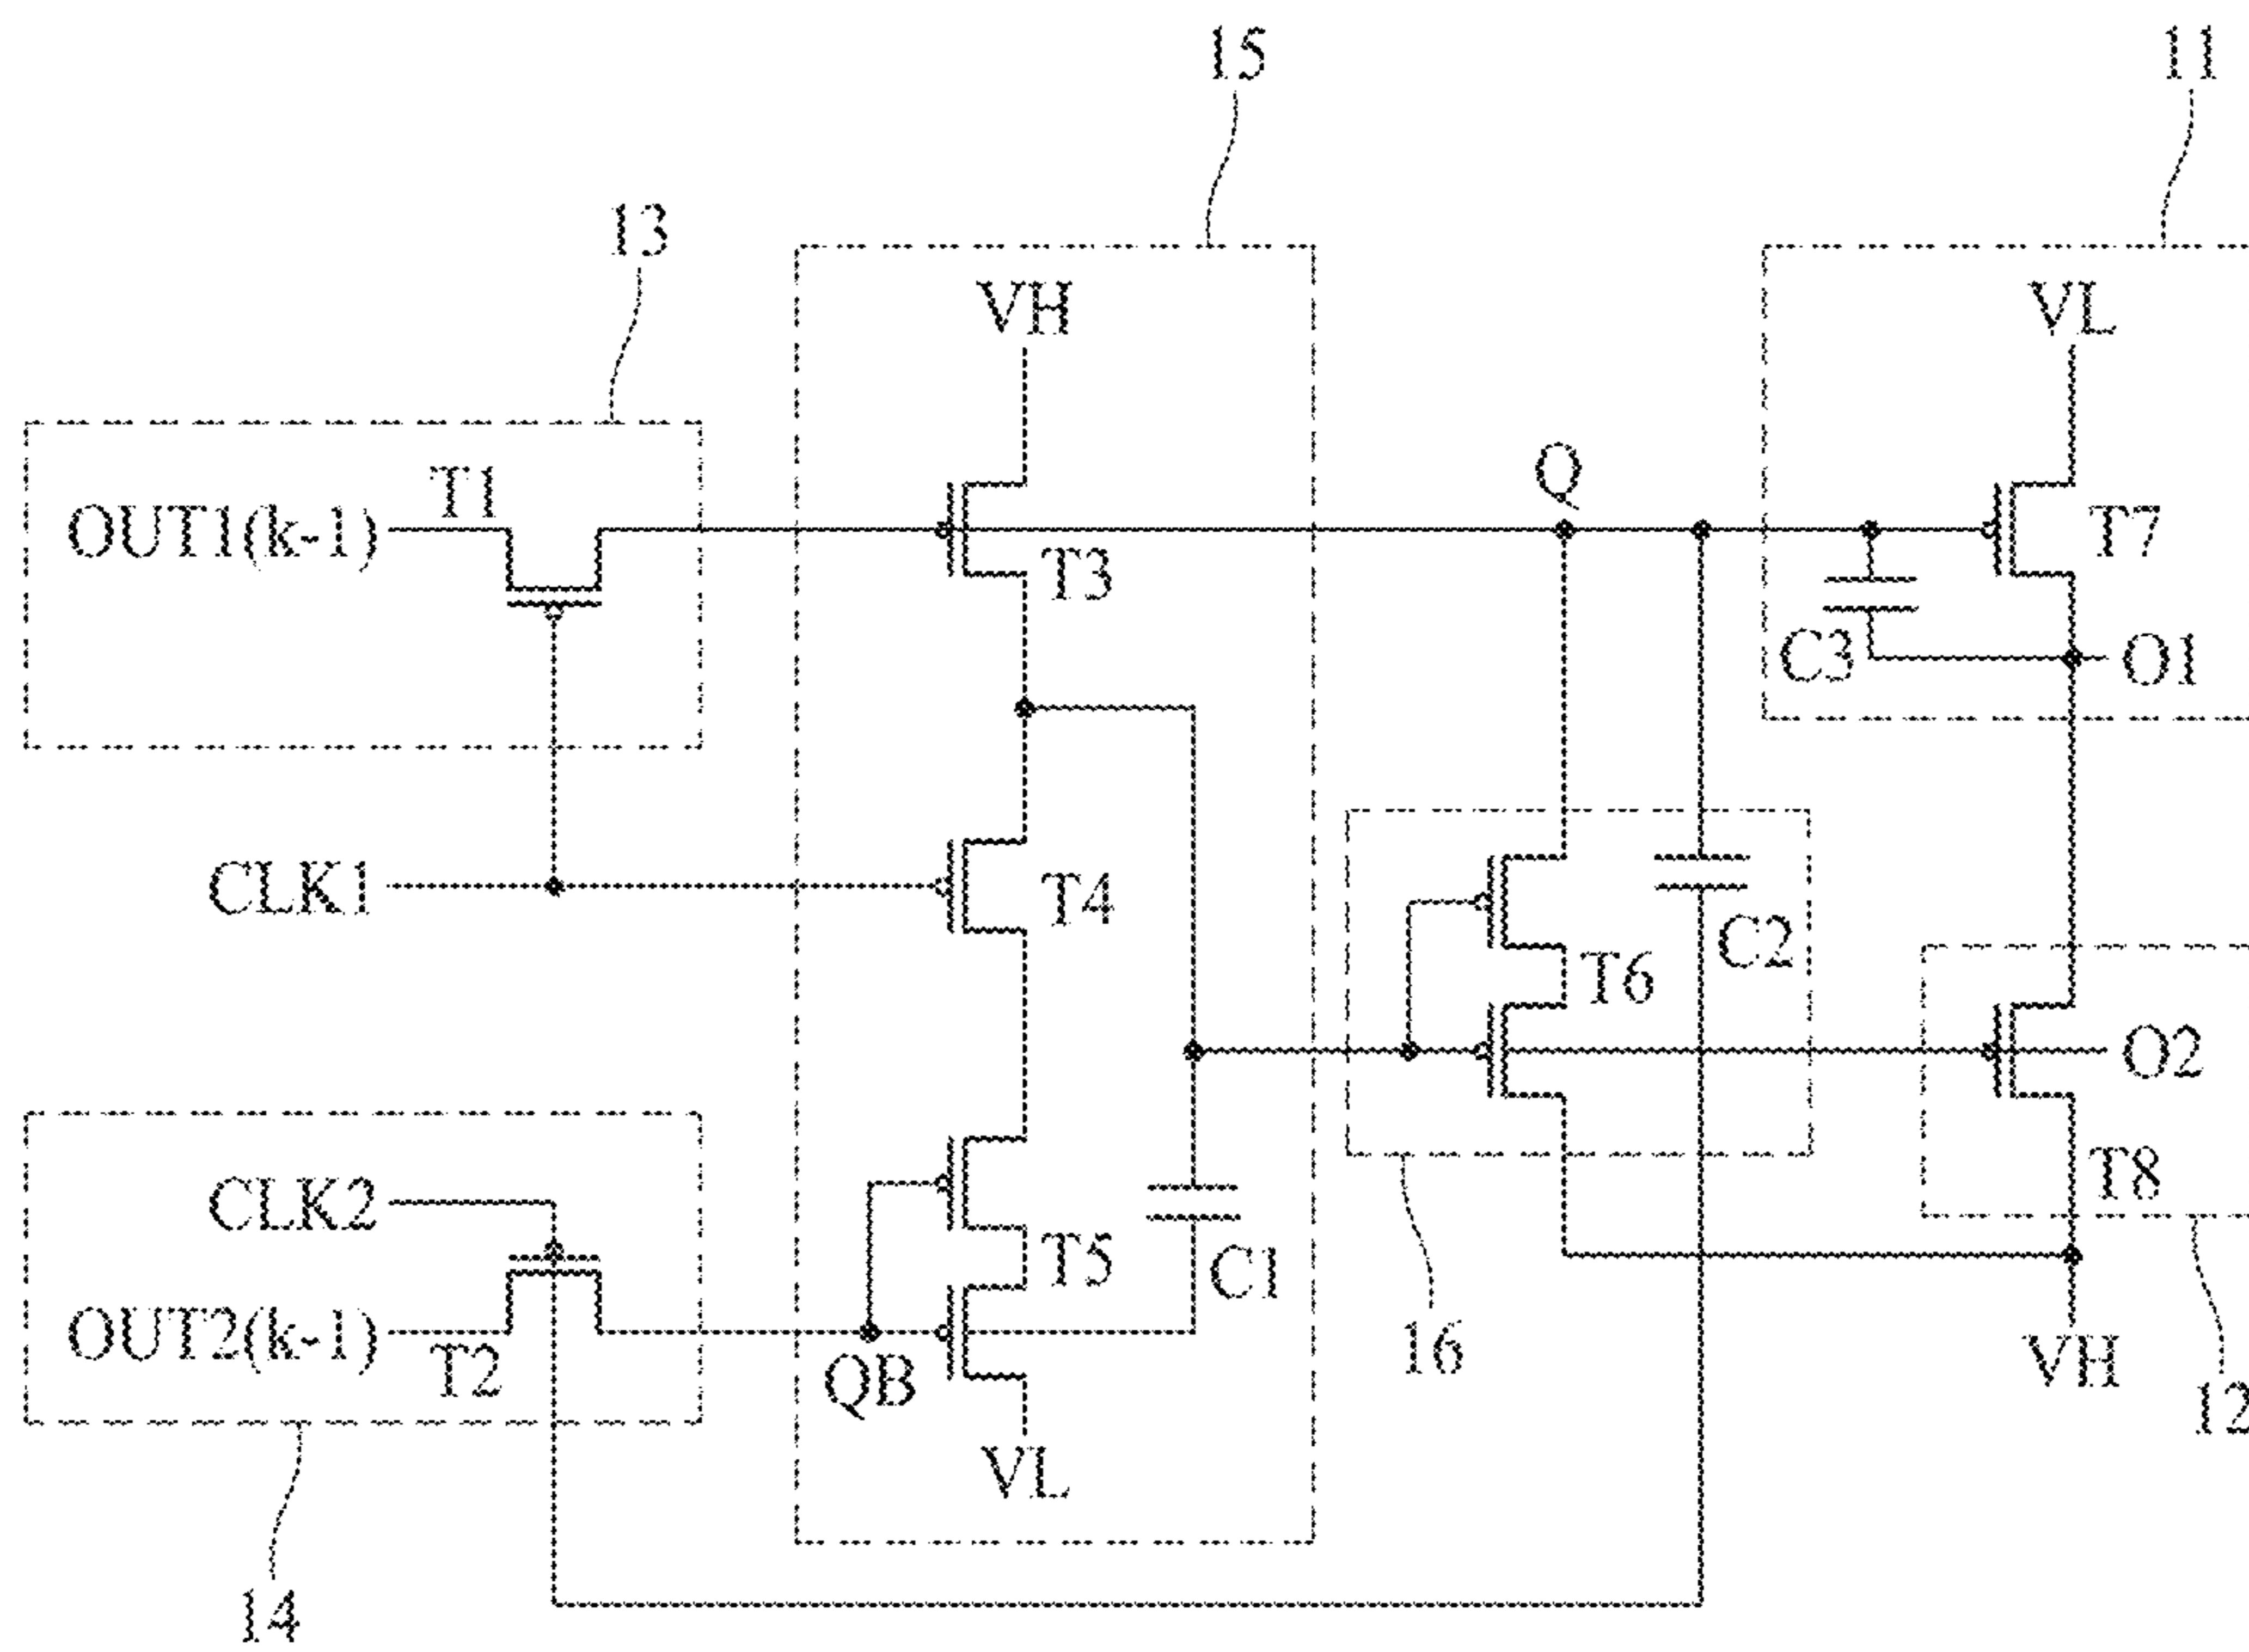 15
11
13
VH
VL
Q
T1
OUT1(k-1)
T7
T3
C3
O1
CLK1
T4
C2
T6
O2
CLK2
T8
T5
C1
OUT2(k-1)
T2
QB
16
VH
12
VL
14